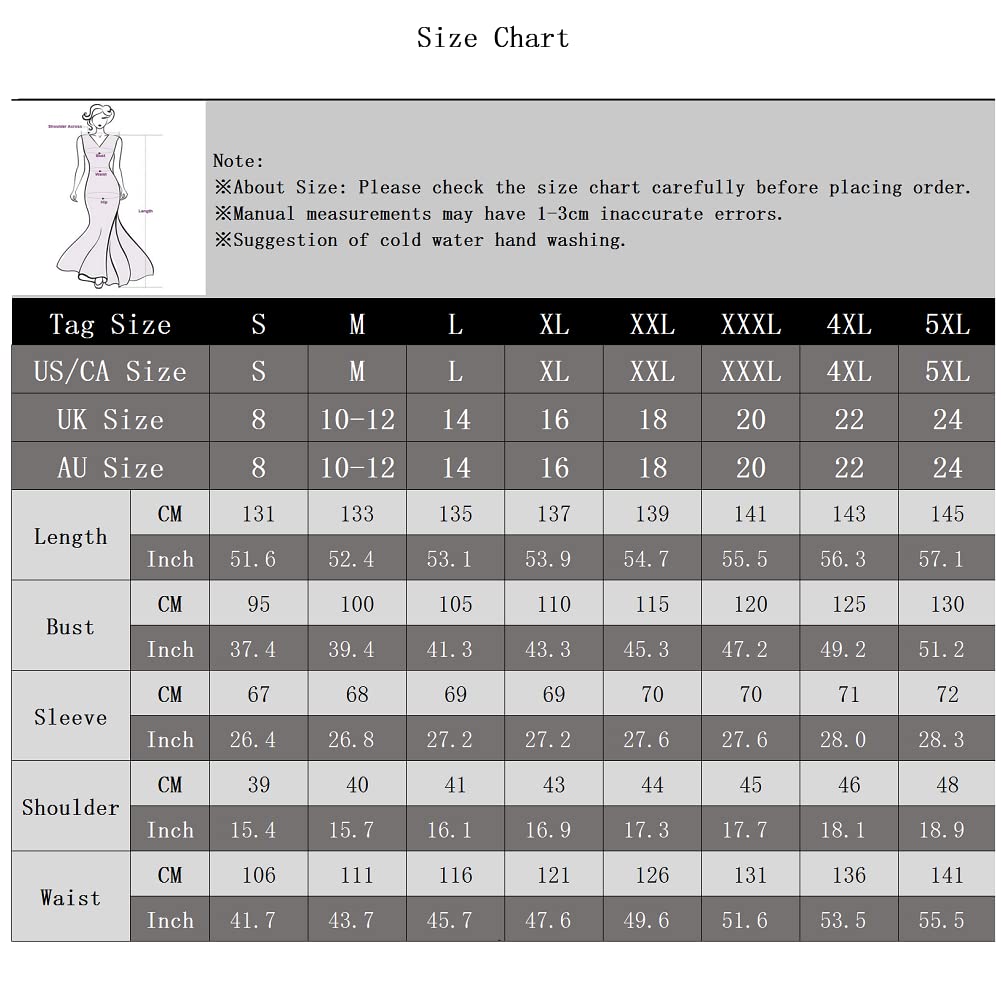 Size Chart
Shoulder Across
Bust
Waist
Hip
Length
Note:
※About Size: Please check the size chart carefully before placing order.
※Manual measurements may have 1-3cm inaccurate errors.
※Suggestion of cold water hand washing.
Tag Size S M L XL XXL XXXL 4XL 5XL
US/CA Size S M L XL XXL XXXL 4XL 5XL
UK Size 8 10-12 14 16 18 20 22 24
AU Size 8 10-12 14 16 18 20 22 24
Length
CM 131 133 135 137 139 141 143 145
Inch 51.6 52.4 53.1 53.9 54.7 55.5 56.3 57.1
Bust
CM 95 100 105 110 115 120 125 130
Inch 37.4 39.4 41.3 43.3 45.3 47.2 49.2 51.2
Sleeve
CM 67 68 69 69 70 70 71 72
Inch 26.4 26.8 27.2 27.2 27.6 27.6 28.0 28.3
Shoulder
CM 39 40 41 43 44 45 46 48
Inch 15.4 15.7 16.1 16.9 17.3 17.7 18.1 18.9
Waist
CM 106 111 116 121 126 131 136 141
Inch 41.7 43.7 45.7 47.6 49.6 51.6 53.5 55.5